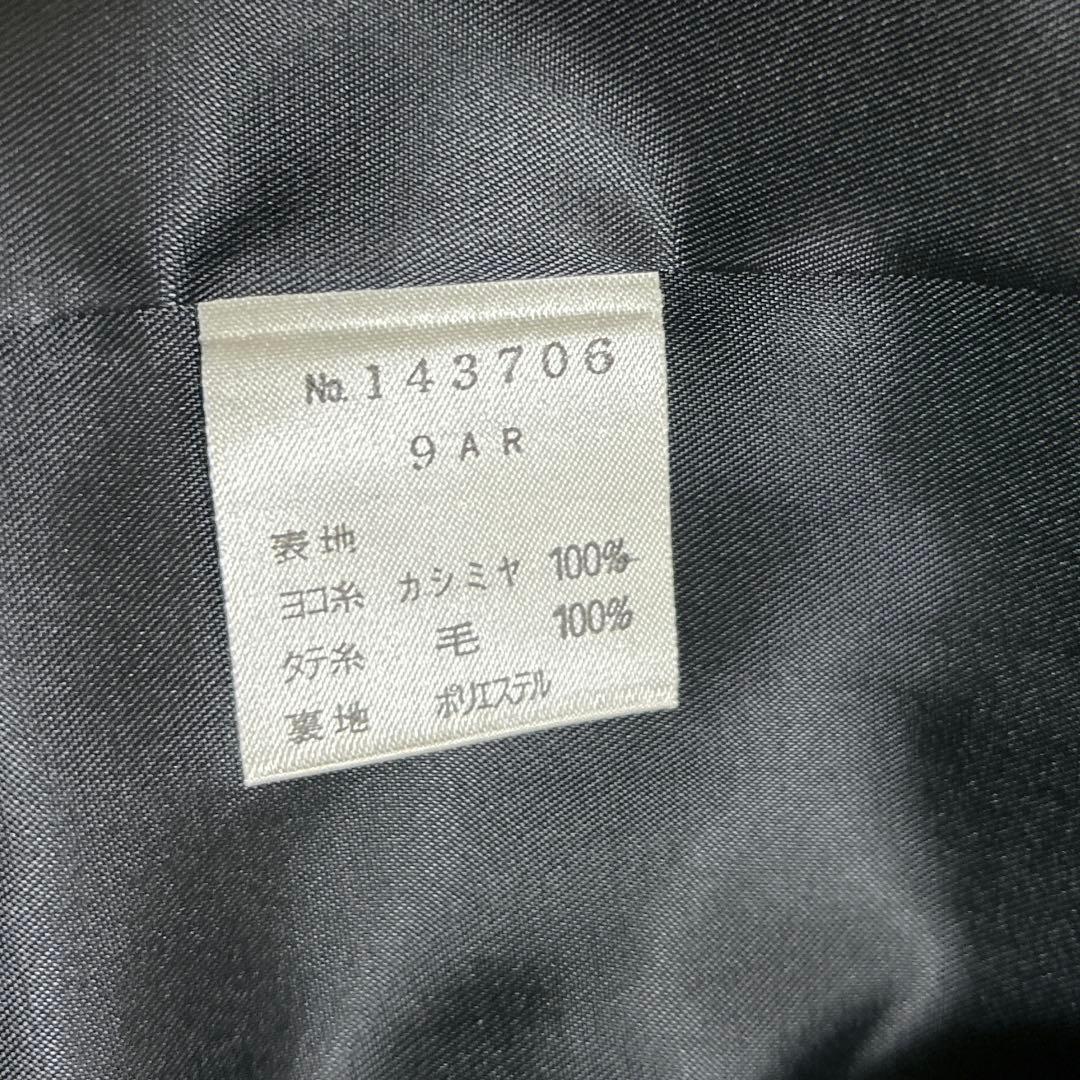 No.143706
9AR
表地
ヨコ糸 カシミヤ 100%
タテ糸 毛 100%
裏地 ポリエステル